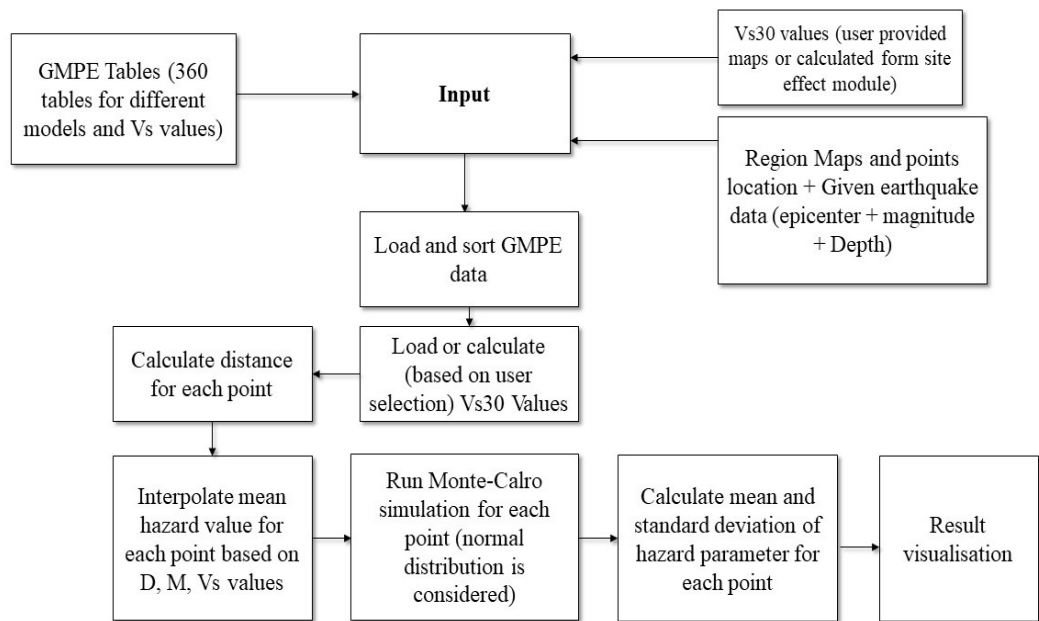 GMPE Tables (360
tables for different
models and Vs values)
Input
Vs30 values (user provided
maps or calculated form site
effect module)
Region Maps and points
location + Given earthquake
data (epicenter + magnitude
+ Depth)
Load and sort GMPE
data
Load or calculate
(based on user
selection) Vs30 Values
Calculate distance
for each point
Interpolate mean
hazard value for
each point based on
D, M, Vs values
Run Monte-Calro
simulation for each
point (normal
distribution is
considered)
Calculate mean and
standard deviation of
hazard parameter for
each point
Result
visualisation